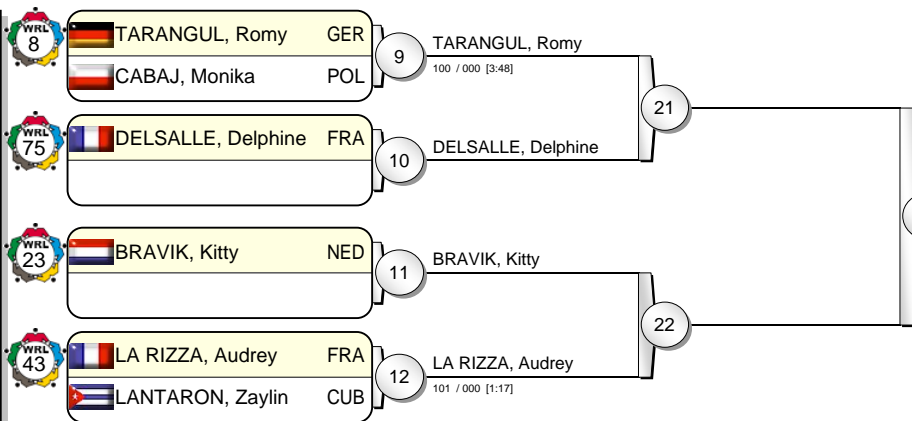 WRL
8
TARANGUL, Romy GER
CABAJ, Monika POL
9
TARANGUL, Romy
100 / 000 [3:48]
21
WRL
75
DELSALLE, Delphine FRA
10
DELSALLE, Delphine
WRL
23
BRAVIK, Kitty NED
11
BRAVIK, Kitty
22
WRL
43
LA RIZZA, Audrey FRA
LANTARON, Zaylin CUB
12
LA RIZZA, Audrey
101 / 000 [1:17]